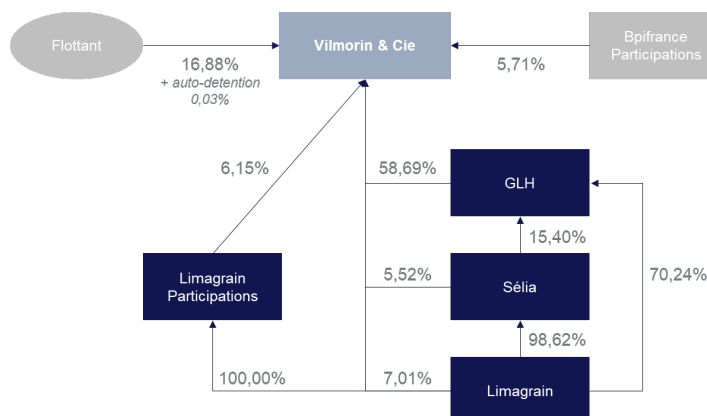 Flottant
Vilmorin & Cie
Bpifrance
Participations
16,88%
+ auto-detention
0,03%
5,71%
6,15%
58,69%
GLH
15,40%
Limagrain
Participations
5,52%
Sélia
70,24%
98,62%
100,00%
7,01%
Limagrain